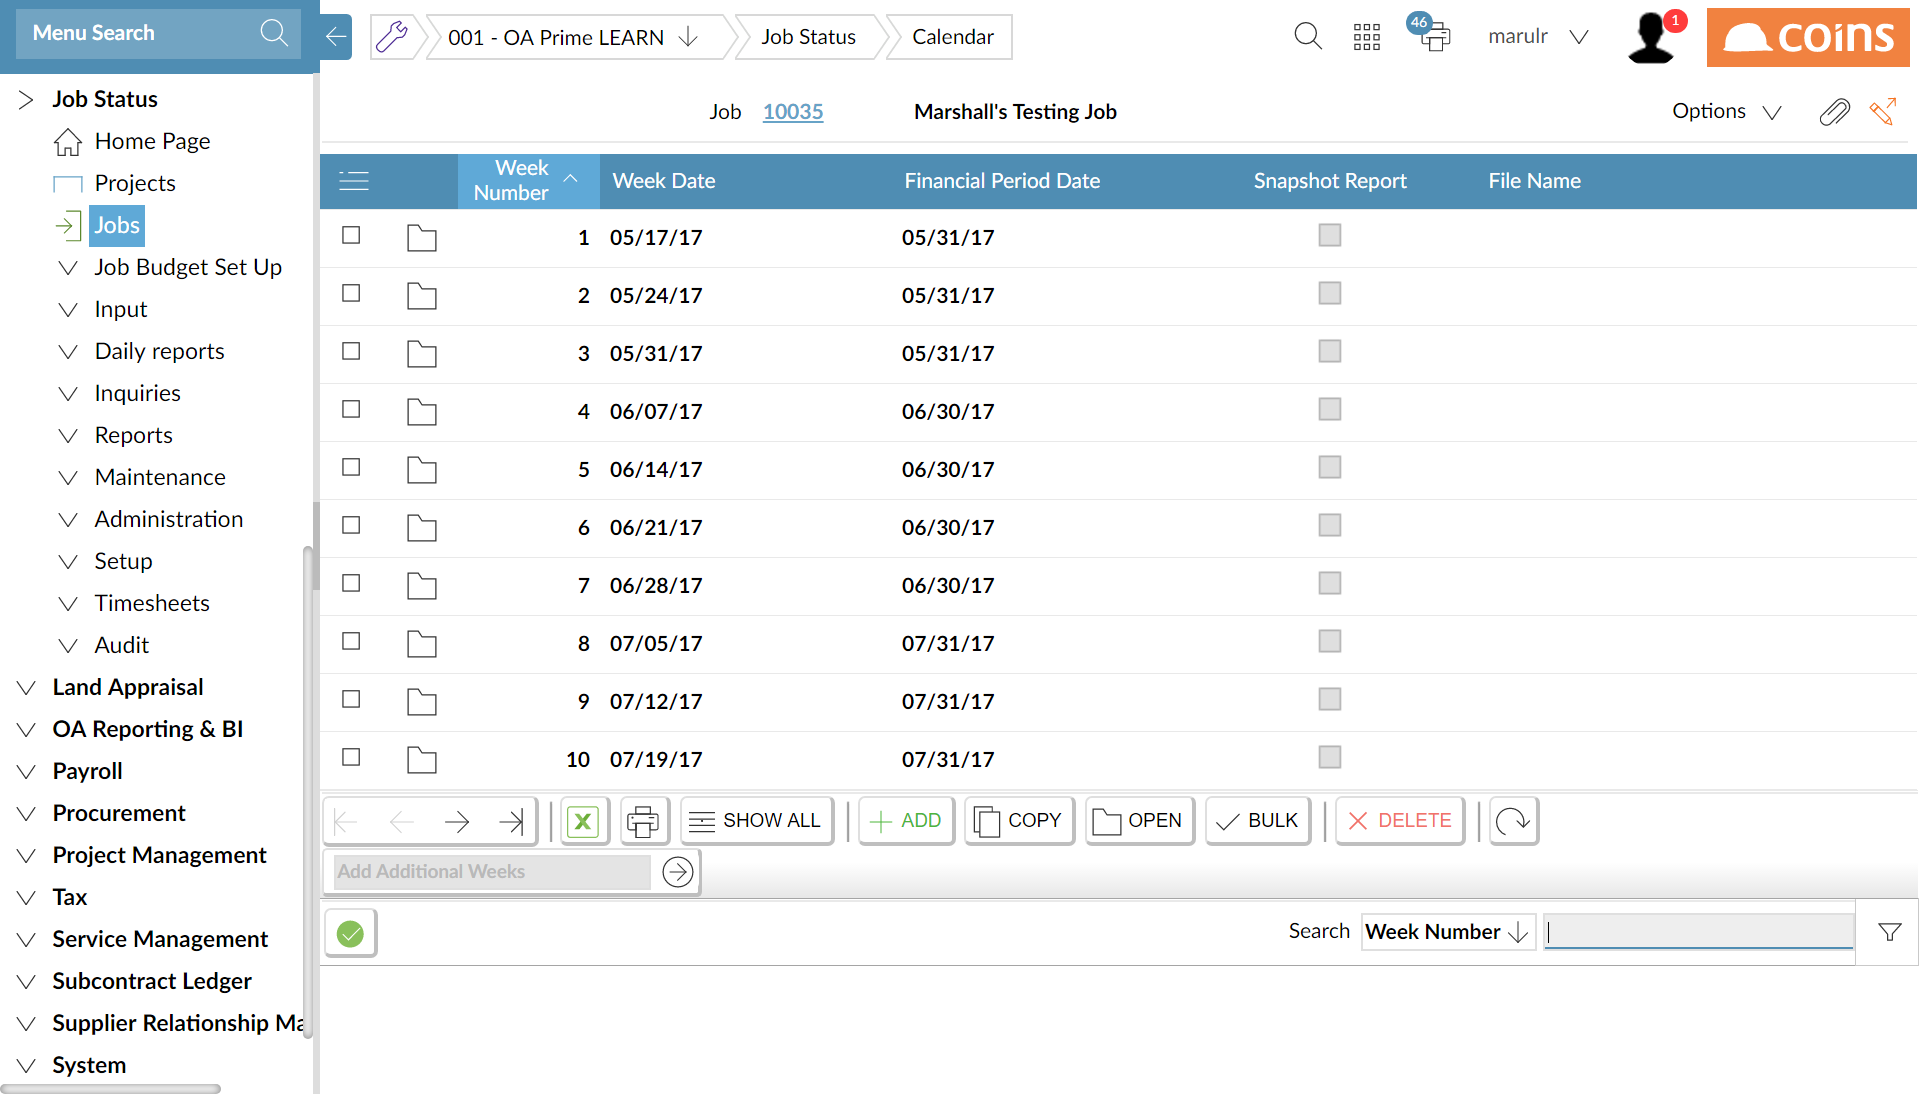 Menu Search
001 - OA Prime LEARN
Job Status
Calendar
46
marulr
1
coins
Job Status
Home Page
Projects
Jobs
Job Budget Set Up
Input
Daily reports
Inquiries
Reports
Maintenance
Administration
Setup
Timesheets
Audit
Land Appraisal
OA Reporting & BI
Payroll
Procurement
Project Management
Tax
Service Management
Subcontract Ledger
Supplier Relationship Ma
System
Job 10035 Marshall's Testing Job
Options
Week Number Week Date Financial Period Date Snapshot Report File Name
1 05/17/17 05/31/17
2 05/24/17 05/31/17
3 05/31/17 05/31/17
4 06/07/17 06/30/17
5 06/14/17 06/30/17
6 06/21/17 06/30/17
7 06/28/17 06/30/17
8 07/05/17 07/31/17
9 07/12/17 07/31/17
10 07/19/17 07/31/17
X SHOW ALL ADD COPY OPEN BULK DELETE
Add Additional Weeks
Search Week Number